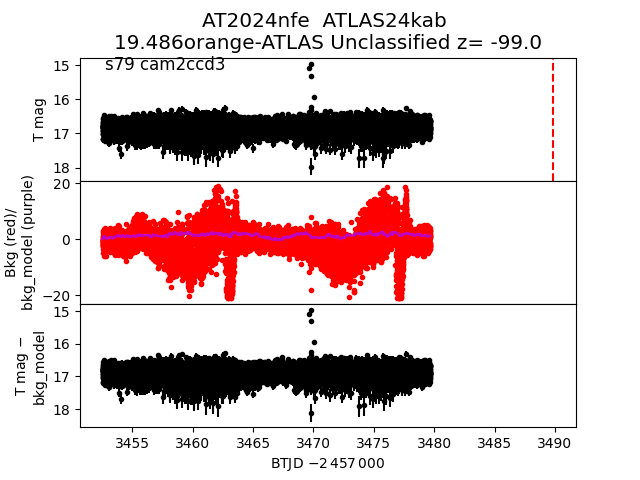 AT2024nfe  ATLAS24kab
19.486orange-ATLAS Unclassified z= -99.0
s79 cam2ccd3
15
16
17
18
T mag
20
0
−20
Bkg (red)/
bkg_model (purple)
15
16
17
18
T mag −
bkg_model
3455 3460 3465 3470 3475 3480 3485 3490
BTJD −2 457 000